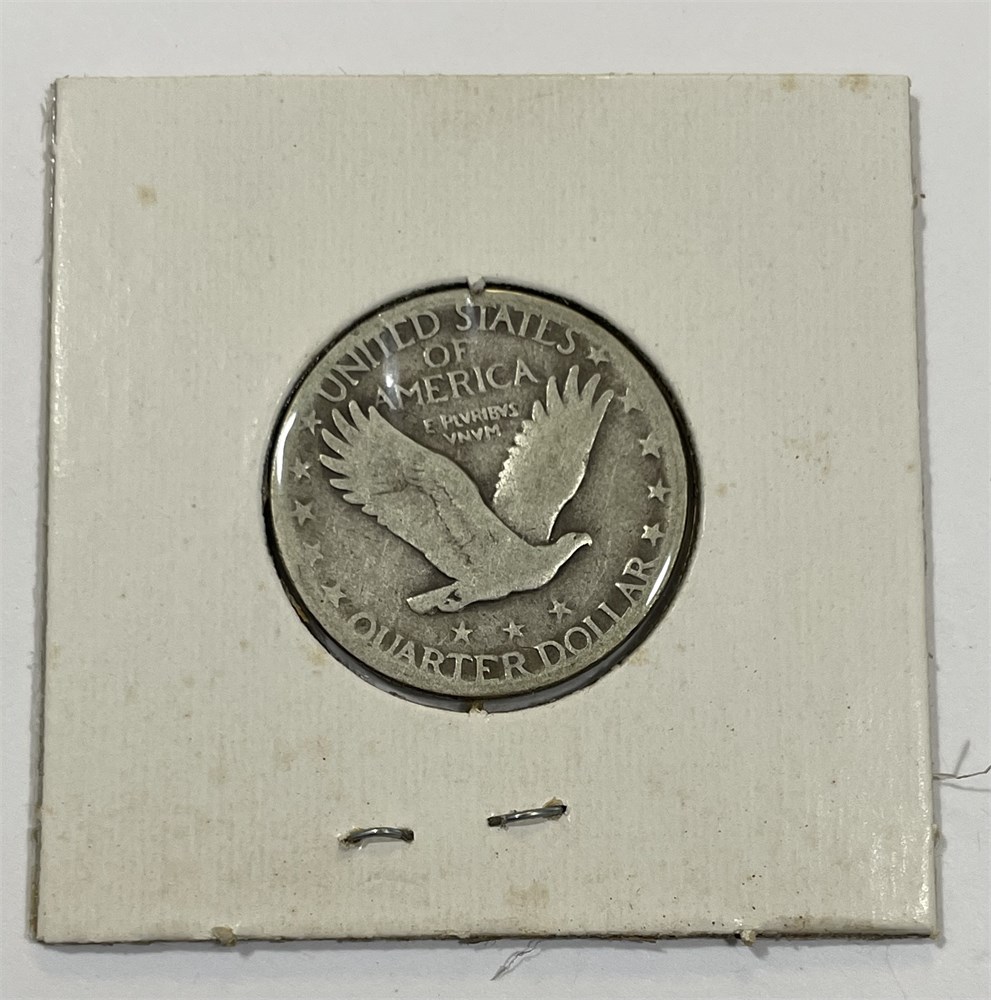 UNITED STATES
OF
AMERICA
E PLVRIBVS
VNVM
QUARTER DOLLAR